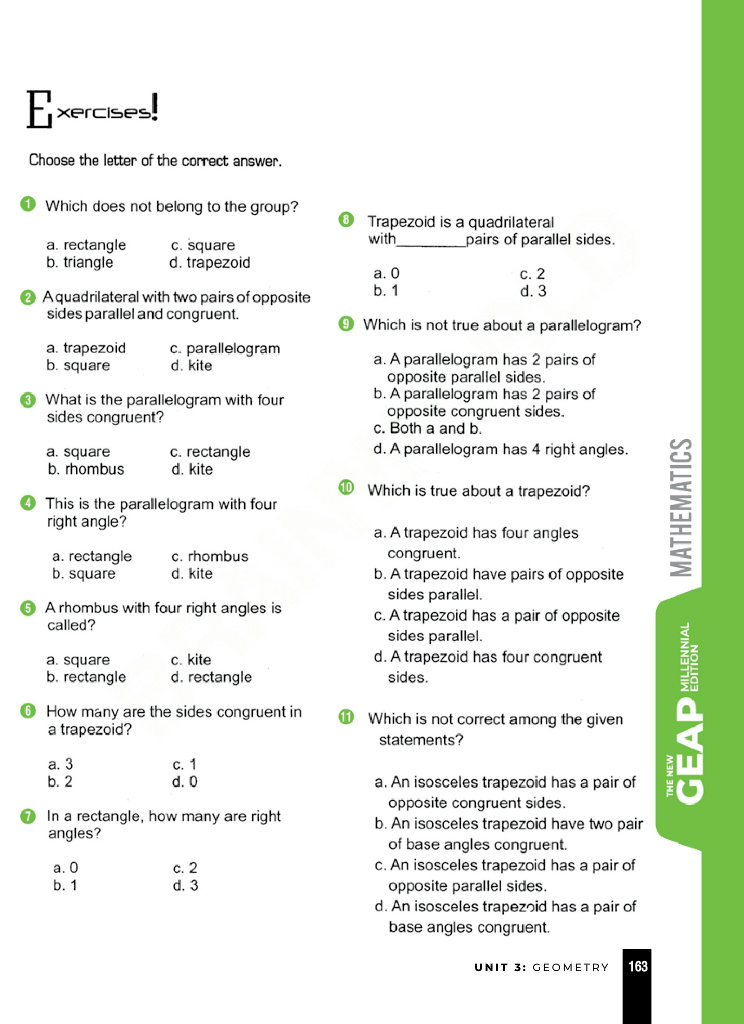 Exercises!
Choose the letter of the correct answer.
1 Which does not belong to the group?
a. rectangle c. square
b. triangle d. trapezoid
2 A quadrilateral with two pairs of opposite
sides parallel and congruent.
a. trapezoid c. parallelogram
b. square d. kite
3 What is the parallelogram with four
sides congruent?
a. square c. rectangle
b. rhombus d. kite
4 This is the parallelogram with four
right angle?
a. rectangle c. rhombus
b. square d. kite
5 A rhombus with four right angles is
called?
a. square c. kite
b. rectangle d. rectangle
6 How many are the sides congruent in
a trapezoid?
a. 3 c. 1
b. 2 d. 0
7 In a rectangle, how many are right
angles?
a. 0 c. 2
b. 1 d. 3
8 Trapezoid is a quadrilateral
with_________pairs of parallel sides.
a. 0 c. 2
b. 1 d. 3
9 Which is not true about a parallelogram?
a. A parallelogram has 2 pairs of
opposite parallel sides.
b. A parallelogram has 2 pairs of
opposite congruent sides.
c. Both a and b.
d. A parallelogram has 4 right angles.
10 Which is true about a trapezoid?
a. A trapezoid has four angles
congruent.
b. A trapezoid have pairs of opposite
sides parallel.
c. A trapezoid has a pair of opposite
sides parallel.
d. A trapezoid has four congruent
sides.
11 Which is not correct among the given
statements?
a. An isosceles trapezoid has a pair of
opposite congruent sides.
b. An isosceles trapezoid have two pair
of base angles congruent.
c. An isosceles trapezoid has a pair of
opposite parallel sides.
d. An isosceles trapezoid has a pair of
base angles congruent.
MATHEMATICS
THE NEW
GEAP
MILLENNIAL
EDITION
UNIT 3: GEOMETRY 163